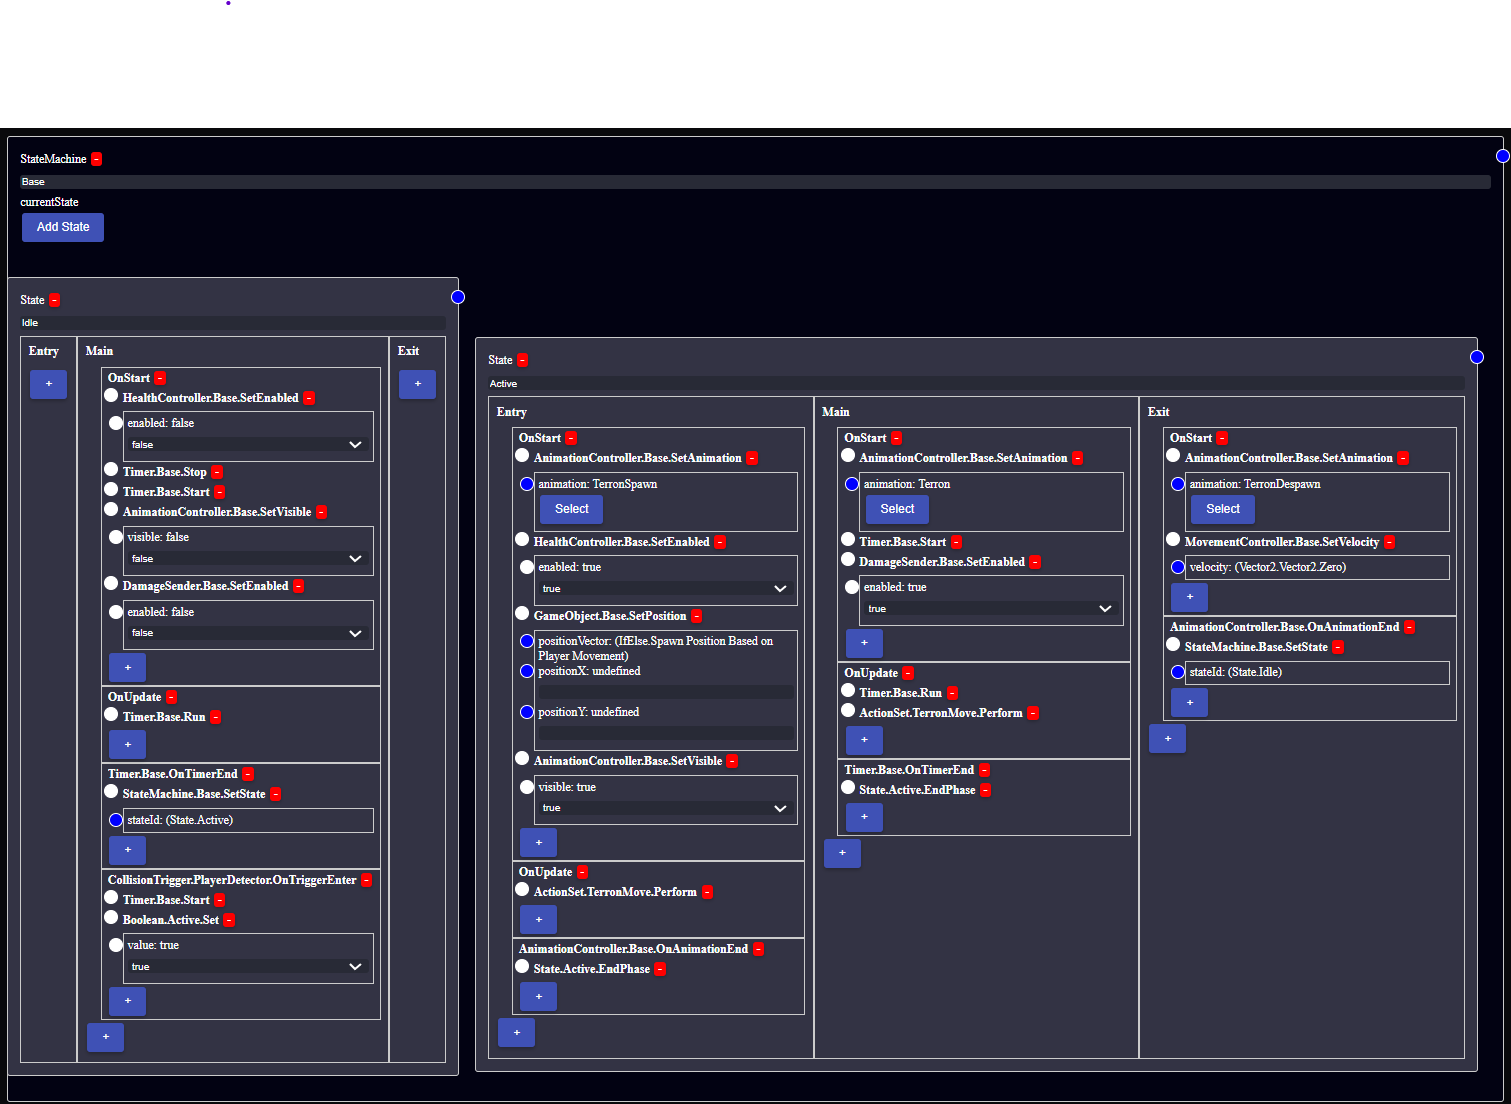 StateMachine -
Base
currentState
Add State
State -
Idle
Entry
+
Main
OnStart -
HealthController.Base.SetEnabled -
enabled: false
false
Timer.Base.Stop -
Timer.Base.Start -
AnimationController.Base.SetVisible -
visible: false
false
DamageSender.Base.SetEnabled -
enabled: false
false
+
OnUpdate -
Timer.Base.Run -
+
Timer.Base.OnTimerEnd -
StateMachine.Base.SetState -
stateId: (State.Active)
+
CollisionTrigger.PlayerDetector.OnTriggerEnter -
Timer.Base.Start -
Boolean.Active.Set -
value: true
true
+
+
Exit
+
State -
Active
Entry
OnStart -
AnimationController.Base.SetAnimation -
animation: TerronSpawn
Select
HealthController.Base.SetEnabled -
enabled: true
true
GameObject.Base.SetPosition -
positionVector: (IfElse.Spawn Position Based on
Player Movement)
positionX: undefined
positionY: undefined
AnimationController.Base.SetVisible -
visible: true
true
+
OnUpdate -
ActionSet.TerronMove.Perform -
+
AnimationController.Base.OnAnimationEnd -
State.Active.EndPhase -
+
+
Main
OnStart -
AnimationController.Base.SetAnimation -
animation: Terron
Select
Timer.Base.Start -
DamageSender.Base.SetEnabled -
enabled: true
true
+
OnUpdate -
Timer.Base.Run -
ActionSet.TerronMove.Perform -
+
Timer.Base.OnTimerEnd -
State.Active.EndPhase -
+
+
Exit
OnStart -
AnimationController.Base.SetAnimation -
animation: TerronDespawn
Select
MovementController.Base.SetVelocity -
velocity: (Vector2.Vector2.Zero)
+
AnimationController.Base.OnAnimationEnd -
StateMachine.Base.SetState -
stateId: (State.Idle)
+
+